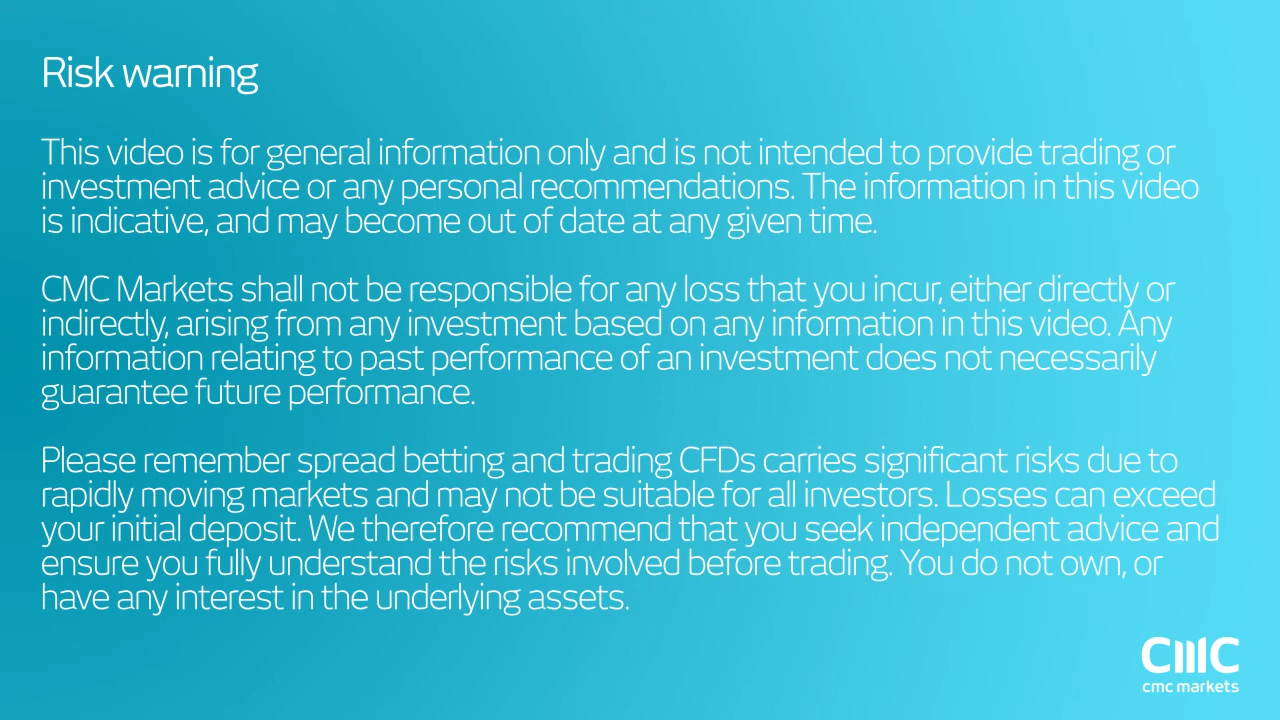 Risk warning
This video is for general information only and is not intended to provide trading or
investment advice or any personal recommendations. The information in this video
is indicative, and may become out of date at any given time.
CMC Markets shall not be responsible for any loss that you incur, either directly or
indirectly, arising from any investment based on any information in this video. Any
information relating to past performance of an investment does not necessarily
guarantee future performance.
Please remember spread betting and trading CFDs carries significant risks due to
rapidly moving markets and may not be suitable for all investors. Losses can exceed
your initial deposit. We therefore recommend that you seek independent advice and
ensure you fully understand the risks involved before trading. You do not own, or
have any interest in the underlying assets.
CMC
cmc markets